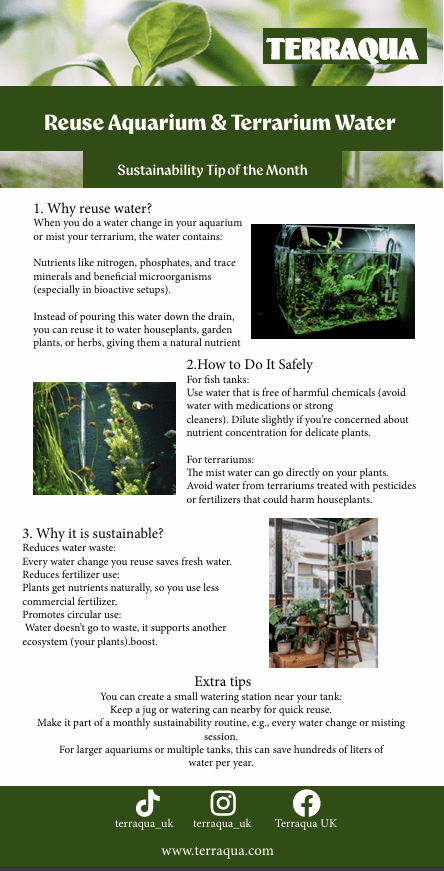 TERRAQUA
Reuse Aquarium & Terrarium Water
Sustainability Tip of the Month
1. Why reuse water?
When you do a water change in your aquarium
or mist your terrarium, the water contains:
Nutrients like nitrogen, phosphates, and trace
minerals and beneficial microorganisms
(especially in bioactive setups).
Instead of pouring this water down the drain,
you can reuse it to water houseplants, garden
plants, or herbs, giving them a natural nutrient
2.How to Do It Safely
For fish tanks:
Use water that is free of harmful chemicals (avoid
water with medications or strong
cleaners). Dilute slightly if you're concerned about
nutrient concentration for delicate plants.
For terrariums:
The mist water can go directly on your plants.
Avoid water from terrariums treated with pesticides
or fertilizers that could harm houseplants.
3. Why it is sustainable?
Reduces water waste:
Every water change you reuse saves fresh water.
Reduces fertilizer use:
Plants get nutrients naturally, so you use less
commercial fertilizer.
Promotes circular use:
Water doesn't go to waste, it supports another
ecosystem (your plants).boost.
Extra tips
You can create a small watering station near your tank:
Keep a jug or watering can nearby for quick reuse.
Make it part of a monthly sustainability routine, e.g., every water change or misting
session.
For larger aquariums or multiple tanks, this can save hundreds of liters of
water per year.
terraqua_uk terraqua_uk Terraqua UK
www.terraqua.com